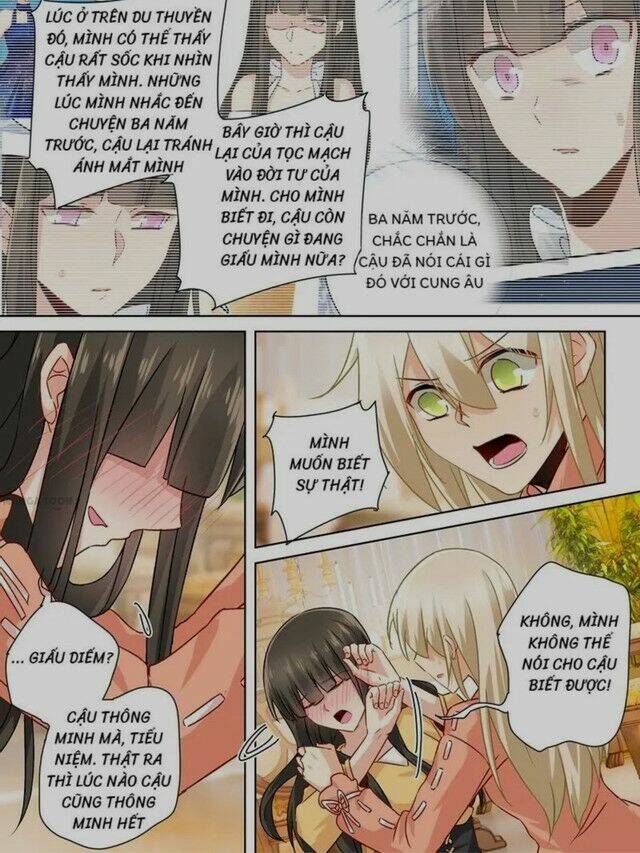 LÚC Ở TRÊN DU THUYỀN
ĐÓ, MÌNH CÓ THỂ THẤY
CẬU RẤT SỐC KHI NHÌN
THẤY MÌNH. NHỮNG
LÚC MÌNH NHẮC ĐẾN
CHUYỆN BA NĂM
TRƯỚC, CẬU LẠI TRÁNH
ÁNH MẮT MÌNH
BÂY GIỜ THÌ CẬU
LẠI CỦA TỌC MẠCH
VÀO ĐỜI TƯ CỦA
MÌNH. CHO MÌNH
BIẾT ĐI, CẬU CÒN
CHUYỆN GÌ ĐANG
GIẤU MÌNH NỮA?
BA NĂM TRƯỚC,
CHẮC CHẮN LÀ
CẬU ĐÃ NÓI CÁI GÌ
ĐÓ VỚI CUNG ÂU
MÌNH
MUỐN BIẾT
SỰ THẬT!
... GIẤU DIẾM?
CẬU THÔNG
MINH MÀ, TIỂU
NIỆM. THẬT RA
THÌ LÚC NÀO CẬU
CŨNG THÔNG
MINH HẾT
KHÔNG, MÌNH
KHÔNG THỂ
NÓI CHO CẬU
BIẾT ĐƯỢC!